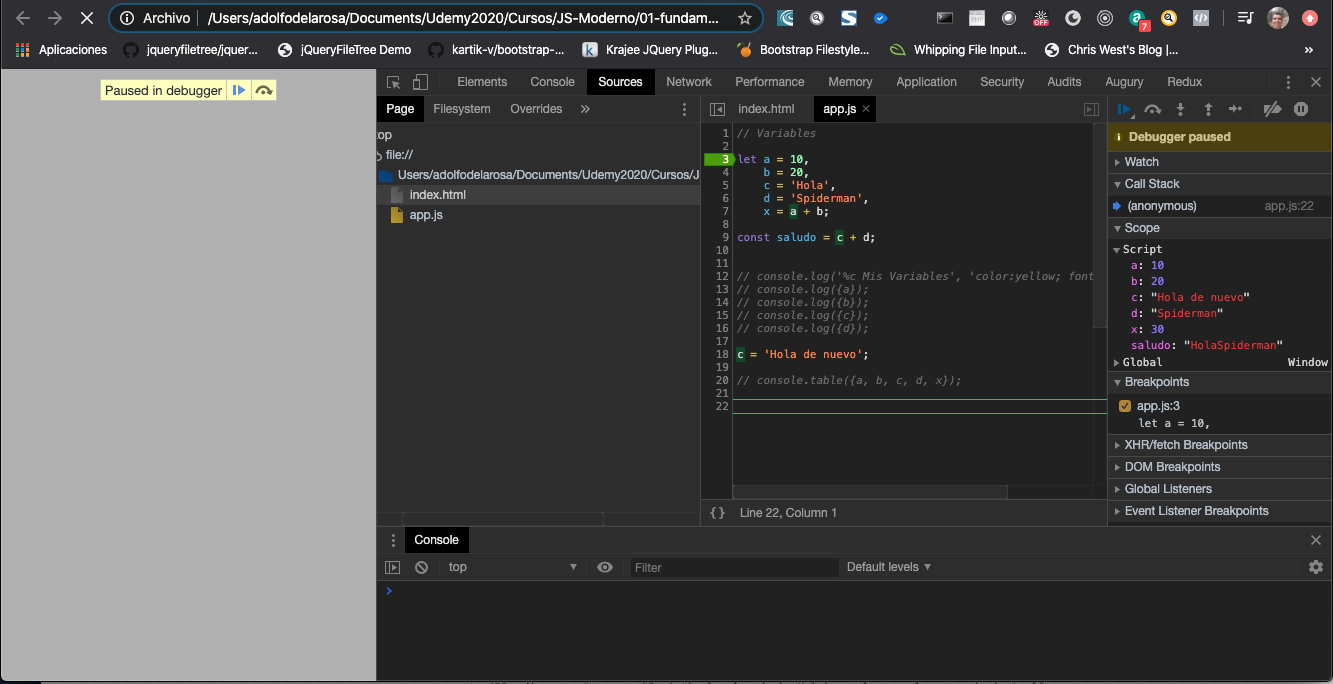 Archivo | /Users/adolfodelarosa/Documents/Udemy2020/Cursos/JS-Moderno/01-fundam...
OFF
7
Aplicaciones jqueryfiletree/jquer... jQueryFileTree Demo kartik-v/bootstrap-... Krajee JQuery Plug... Bootstrap Filestyle... Whipping File Input... Chris West's Blog |... »
Paused in debugger
Elements Console Sources Network Performance Memory Application Security Audits Augury Redux
Page Filesystem Overrides »
top
file://
Users/adolfodelarosa/Documents/Udemy2020/Cursos/J
index.html
app.js
index.html app.js ×
1 // Variables
2
3 let a = 10,
4 b = 20,
5 c = 'Hola',
6 d = 'Spiderman',
7 x = a + b;
8
9 const saludo = c + d;
10
11
12 // console.log('%c Mis Variables', 'color:yellow; font
13 // console.log({a});
14 // console.log({b});
15 // console.log({c});
16 // console.log({d});
17
18 c = 'Hola de nuevo';
19
20 // console.table({a, b, c, d, x});
21
22
{} Line 22, Column 1
Debugger paused
Watch
Call Stack
(anonymous) app.js:22
Scope
Script
a: 10
b: 20
c: "Hola de nuevo"
d: "Spiderman"
x: 30
saludo: "HolaSpiderman"
Global Window
Breakpoints
app.js:3
let a = 10,
XHR/fetch Breakpoints
DOM Breakpoints
Global Listeners
Event Listener Breakpoints
Console
top Filter Default levels